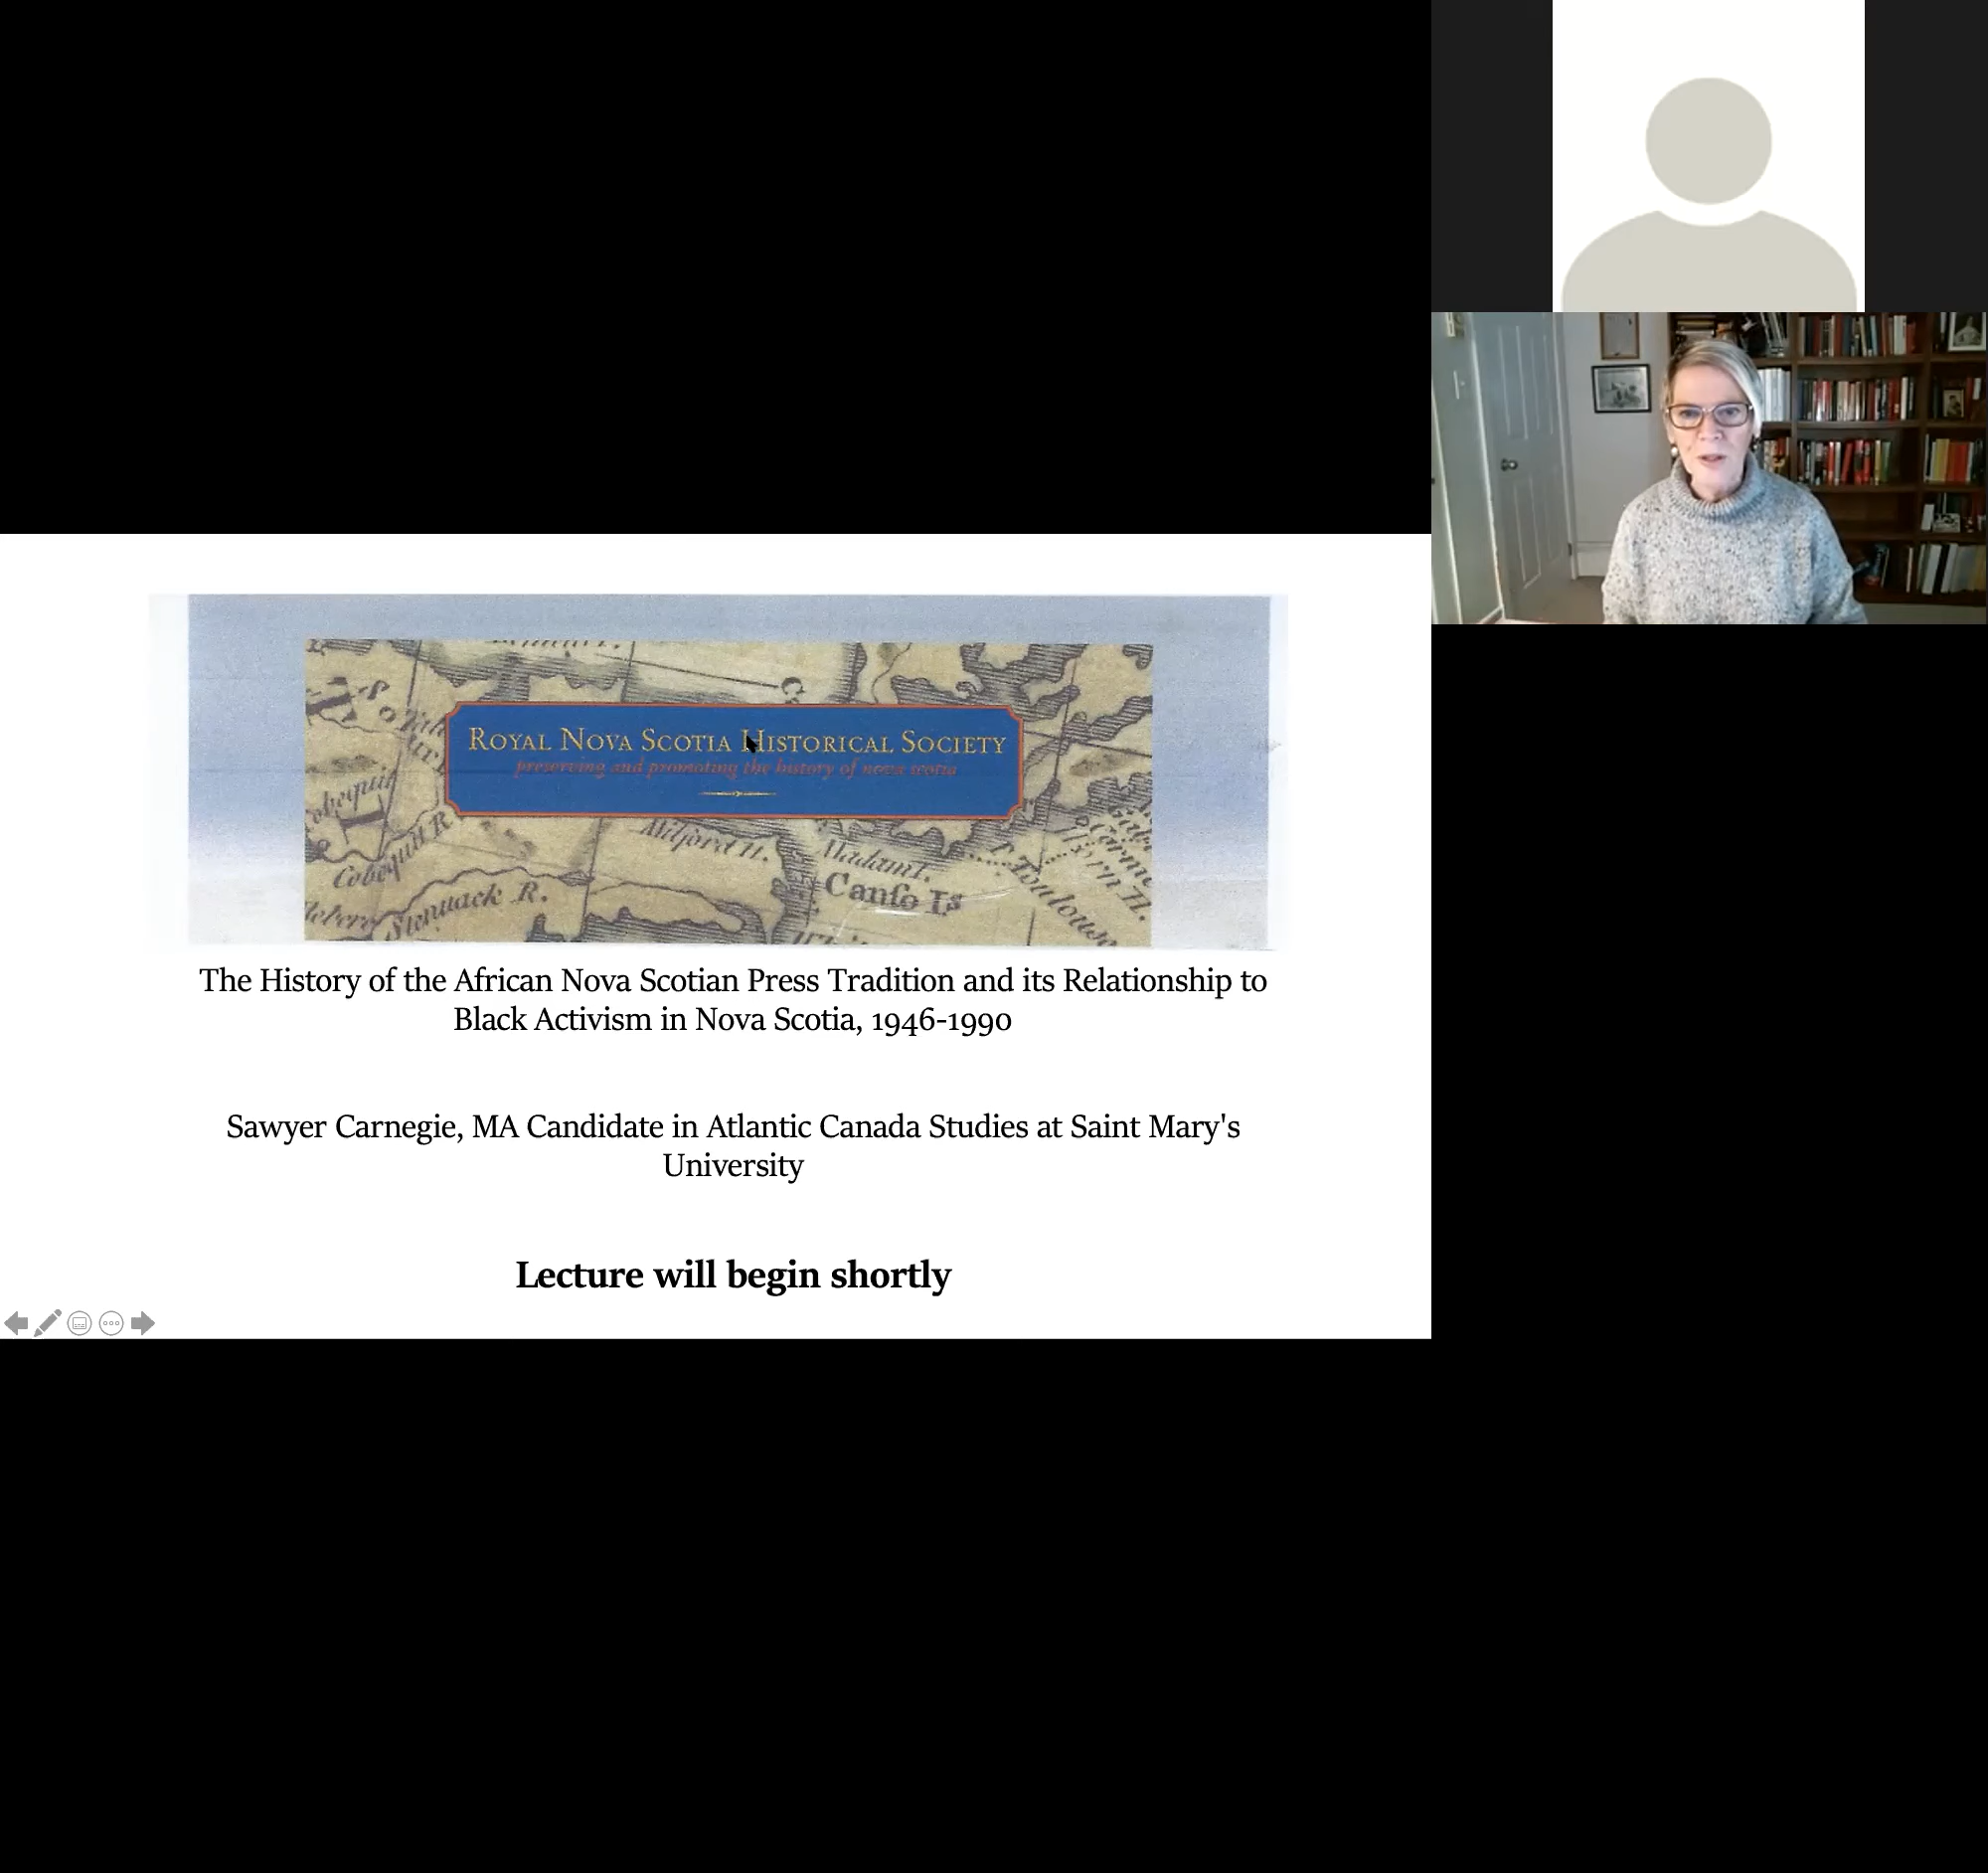 ROYAL NOVA SCOTIA HISTORICAL SOCIETY
preserving and promoting the history of nova scotia
Cobequid R.
Milford H.
Madam I.
Canſo Is
Toulouse
R.
The History of the African Nova Scotian Press Tradition and its Relationship to
Black Activism in Nova Scotia, 1946-1990
Sawyer Carnegie, MA Candidate in Atlantic Canada Studies at Saint Mary's
University
Lecture will begin shortly